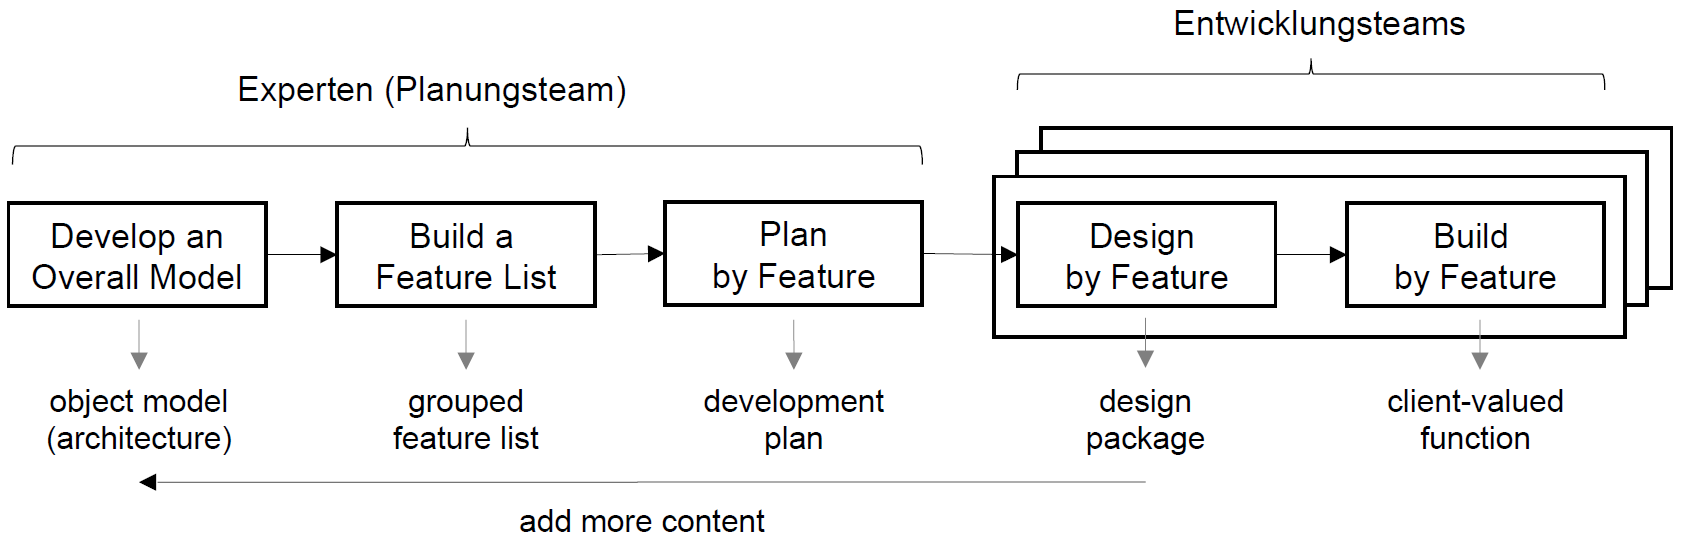 Entwicklungsteams
Experten (Planungsteam)
Develop an
Overall Model
Build a
Feature List
Plan
by Feature
Design
by Feature
Build
by Feature
object model
(architecture)
grouped
feature list
development
plan
design
package
client-valued
function
add more content